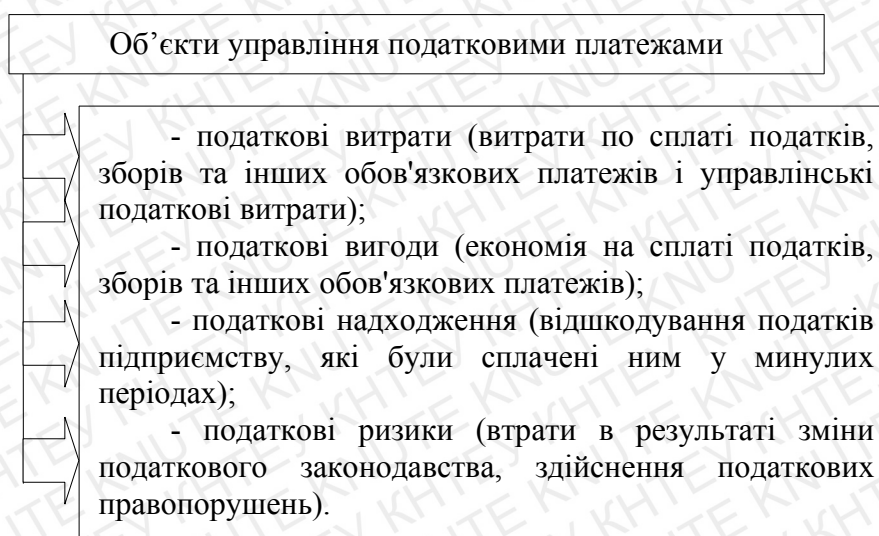 Об’єкти управління податковими платежами
- податкові витрати (витрати по сплаті податків,
зборів та інших обов'язкових платежів і управлінські
податкові витрати);
- податкові вигоди (економія на сплаті податків,
зборів та інших обов'язкових платежів);
- податкові надходження (відшкодування податків
підприємству, які були сплачені ним у минулих
періодах);
- податкові ризики (втрати в результаті зміни
податкового законодавства, здійснення податкових
правопорушень).